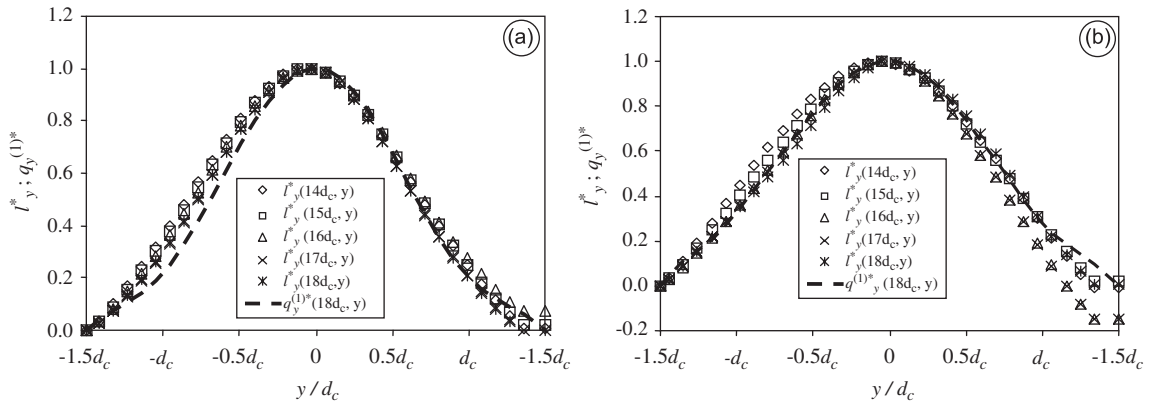 (a)
1.2
1.0
0.8
0.6
0.4
0.2
0.0
l*y ; qy(1)*
l*y(14dc, y)
l*y (15dc, y)
l*y (16dc, y)
l*y(17dc, y)
l*y(18dc,y)
qy(1)*(18dc, y)
-1.5dc -dc -0.5dc 0 0.5dc dc -1.5dc
y / dc
(b)
1.2
1.0
0.8
0.6
0.4
0.2
0.0
-0.2
l*y ; qy(1)*
l*y(14dc, y)
l*y(15dc, y)
l*y(16dc, y)
l*y(17dc, y)
l*y(18dc, y)
q(1)*y (18dc, y)
-1.5dc -dc -0.5dc 0 0.5dc dc -1.5dc
y / dc